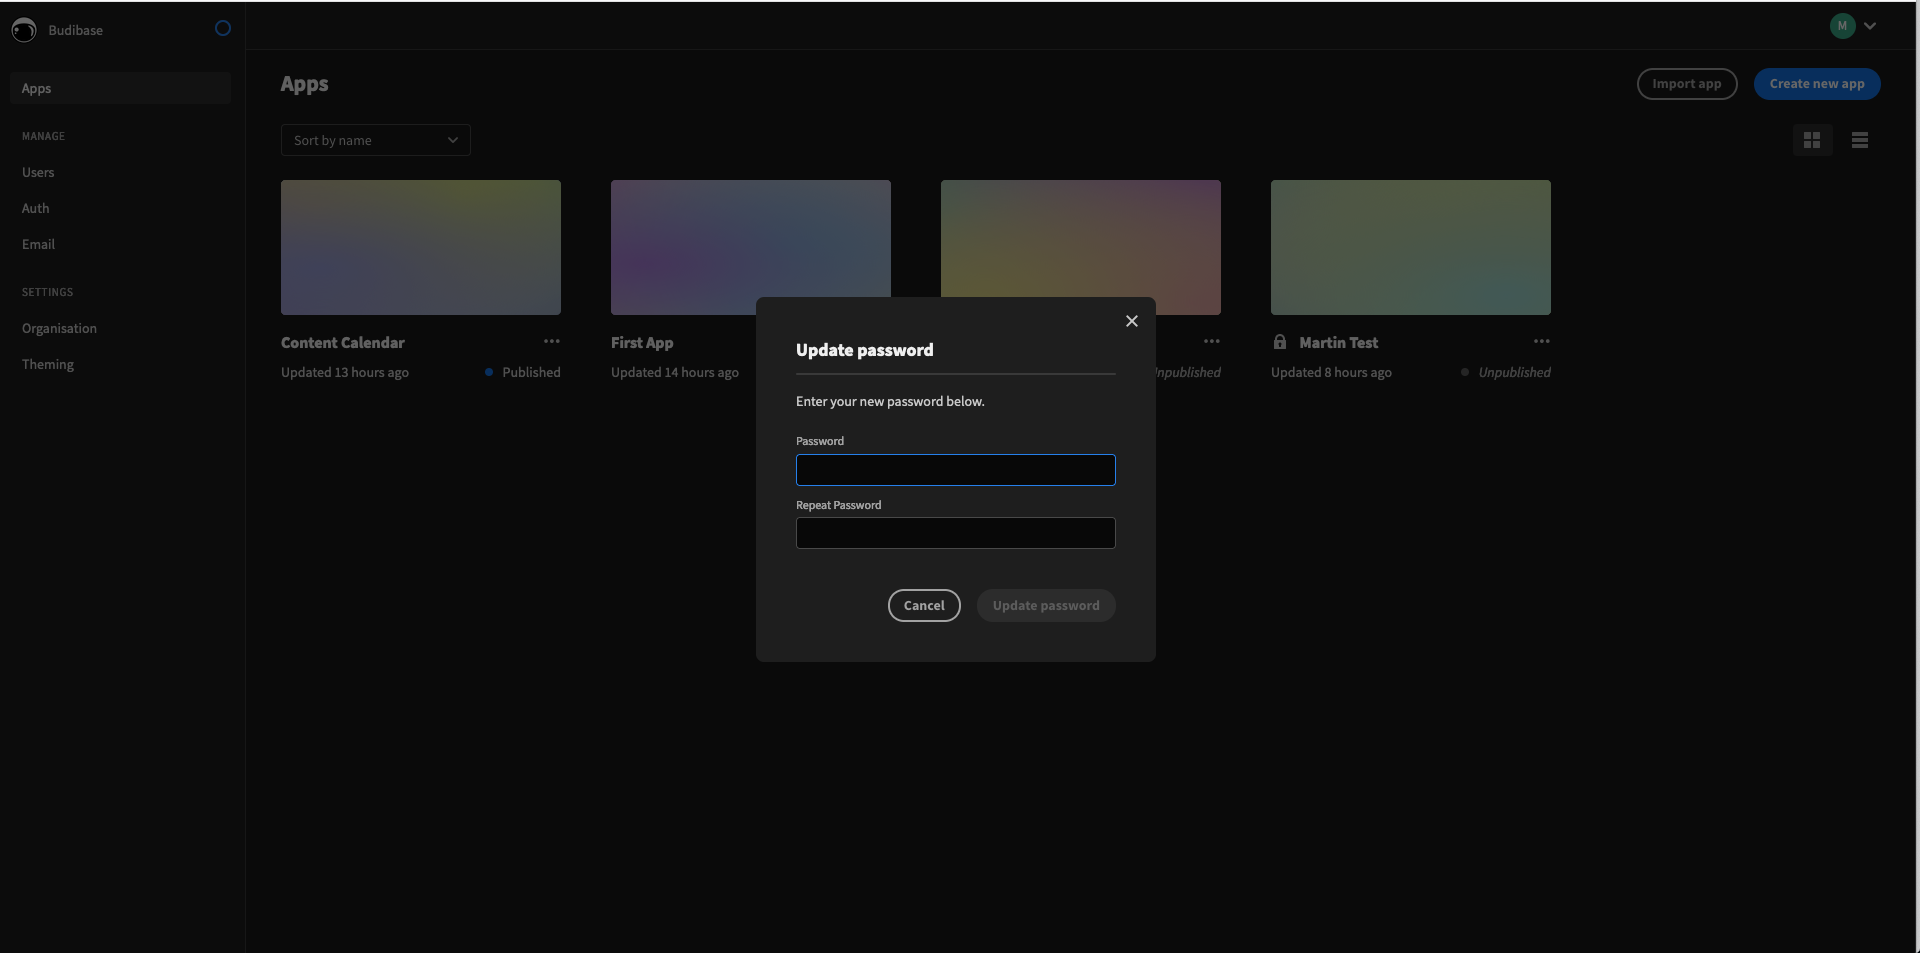 Budibase
M
Apps
Apps
Import app
Create new app
MANAGE
Sort by name
Users
Auth
Email
SETTINGS
Organisation
Theming
Content Calendar
Updated 13 hours ago
Published
First App
Updated 14 hours ago
Martin Test
Updated 8 hours ago
Unpublished
Update password
Enter your new password below.
Password
Repeat Password
Cancel
Update password